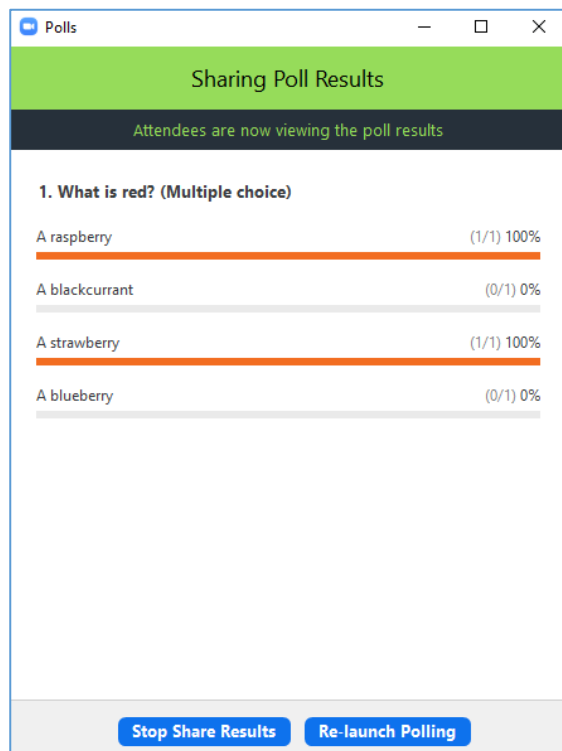 Polls
Sharing Poll Results
Attendees are now viewing the poll results
1. What is red? (Multiple choice)
A raspberry (1/1) 100%
A blackcurrant (0/1) 0%
A strawberry (1/1) 100%
A blueberry (0/1) 0%
Stop Share Results Re-launch Polling